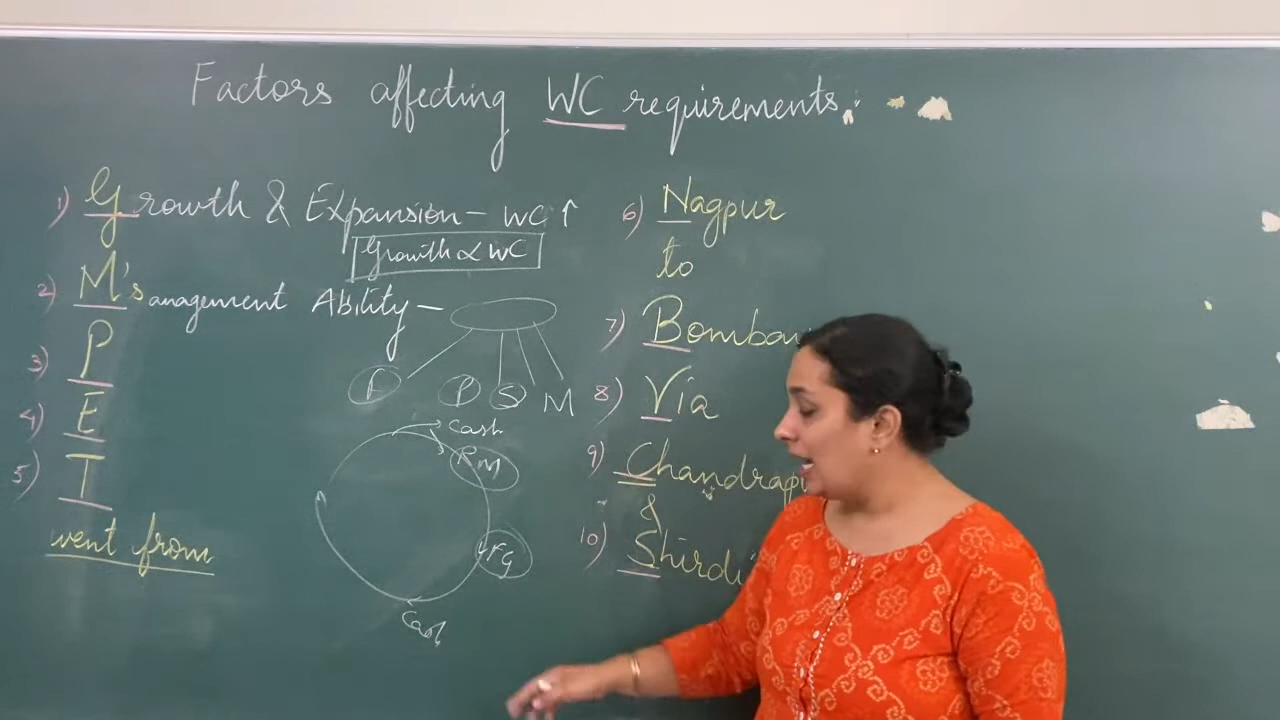 Factors affecting WC requirements:
1) Growth & Expansion - WC ↑
Growth ∝ WC
2) M'sanagement Ability -
F P S M
3) P
4) E
5) I
went from
Cash
RM
FG
Cash
6) Nagpur
to
7) Bombay
8) Via
9) Chandrap
&
10) Shirdi